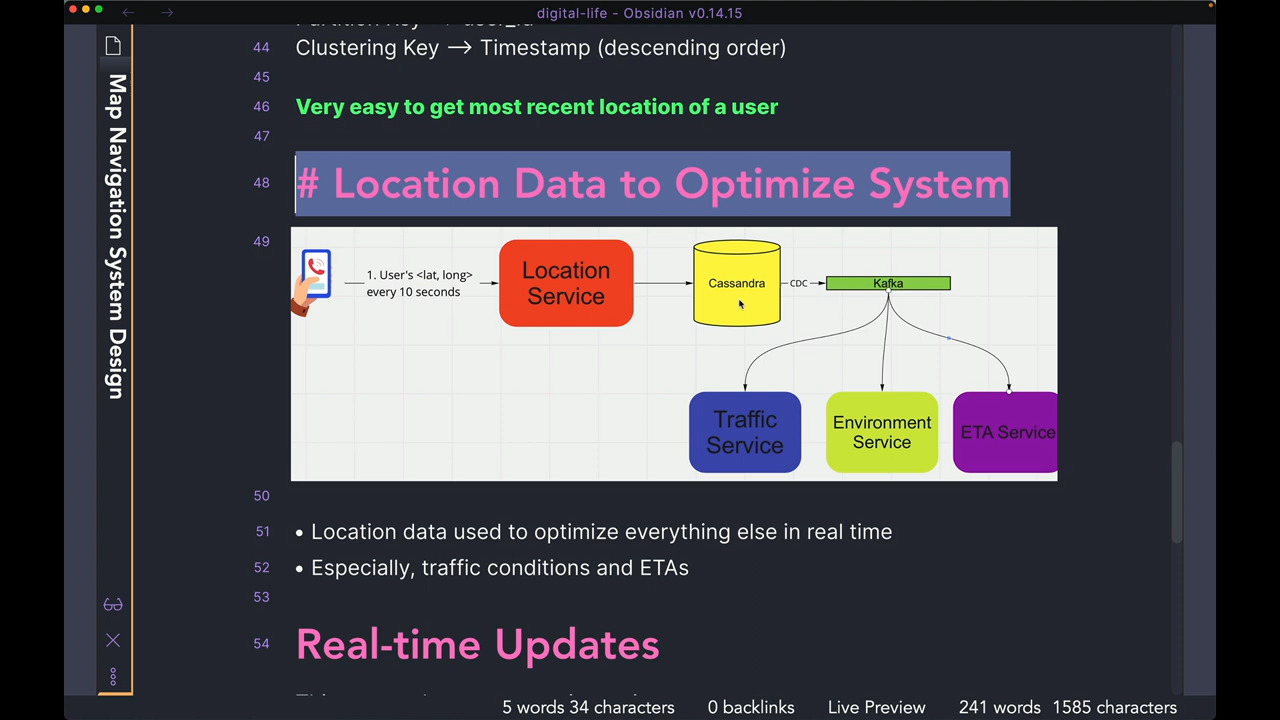 digital-life - Obsidian v0.14.15
44 Clustering Key → Timestamp (descending order)
45
46 Very easy to get most recent location of a user
47
48 # Location Data to Optimize System
49
1. User's <lat, long>
every 10 seconds
Location
Service
Cassandra
CDC
Kafka
Traffic
Service
Environment
Service
ETA Service
50
51 • Location data used to optimize everything else in real time
52 • Especially, traffic conditions and ETAs
53
54 Real-time Updates
Map Navigation System Design
5 words 34 characters 0 backlinks Live Preview 241 words 1585 characters